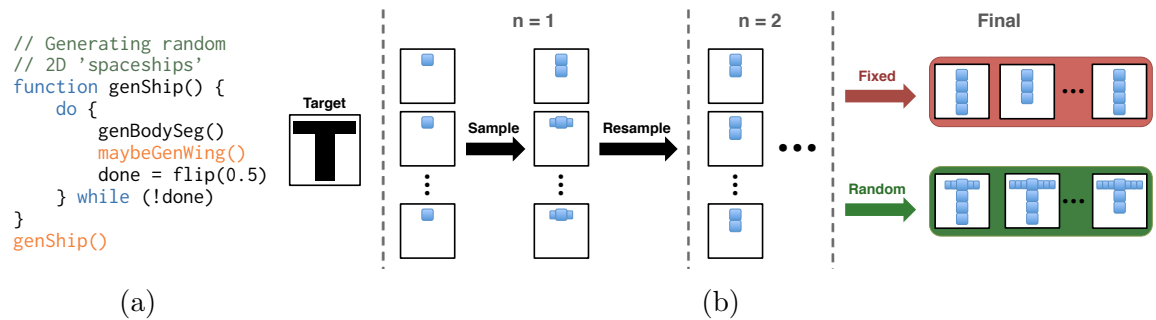 // Generating random
// 2D 'spaceships'
function genShip() {
do {
genBodySeg()
maybeGenWing()
done = flip(0.5)
} while (!done)
}
genShip()
(a)
Target
n = 1
n = 2
Final
Sample
Resample
Fixed
Random
(b)